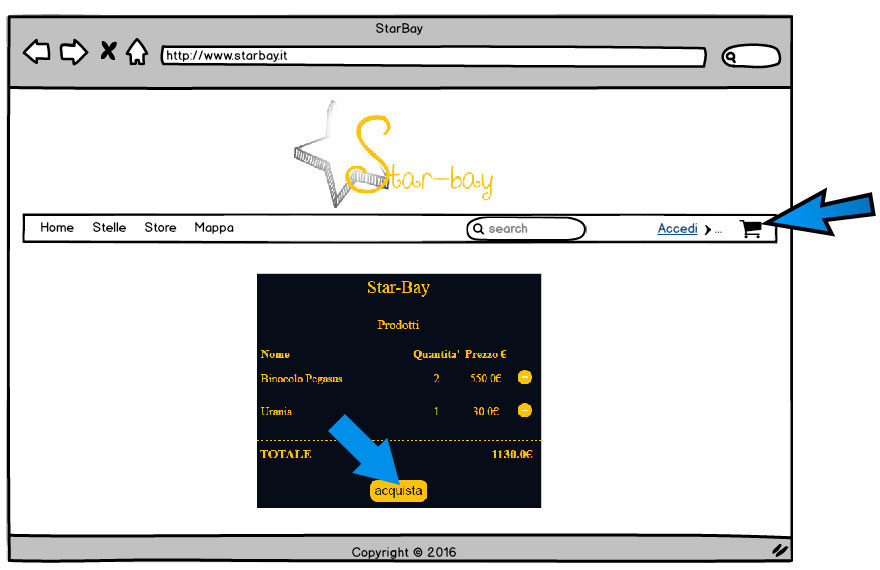 StarBay
http://www.starbay.it
Star-bay
Home Stelle Store Mappa search Accedi ...
Star-Bay
Prodotti
Nome Quantita' Prezzo €
Binocolo Pegasus 2 550.0€
Urania 1 30.0€
TOTALE 1130.0€
acquista
Copyright © 2016